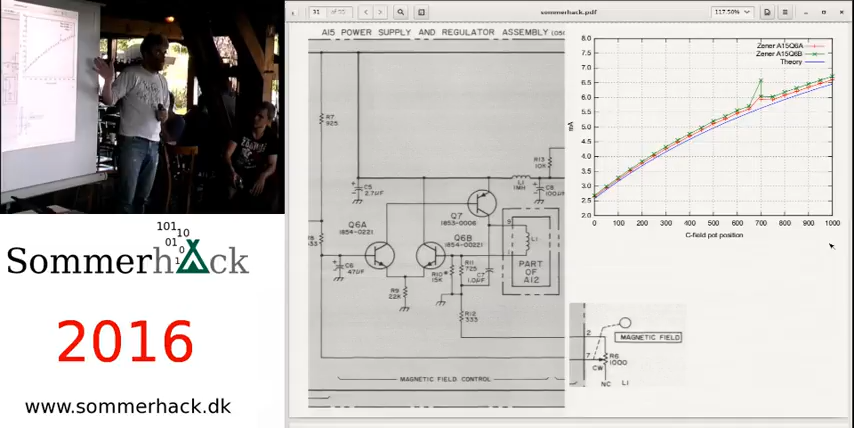 31
sommerhack.pdf
117.50%
A15 POWER SUPPLY AND REGULATOR ASSEMBLY
R7
925
C5
2.7UF
R13
10K
L1
1MH
C8
Q7
1853-0006
Q6A
1854-0221
Q6B
1854-00221
9
L1
C6
47UF
R10
15K
R11
725
C7
1.0UF
PART
OF
A12
R9
22K
R12
333
MAGNETIC FIELD CONTROL
2
MAGNETIC FIELD
7
R6
1000
CW
NC L1
Zener A15Q6A
Zener A15Q6B
Theory
mA
8.0
7.5
7.0
6.5
6.0
5.5
5.0
4.5
4.0
3.5
3.0
2.5
2.0
0 100 200 300 400 500 600 700 800 900 1000
C-field pot position
101
10
01
1
Sommerhack
2016
www.sommerhack.dk